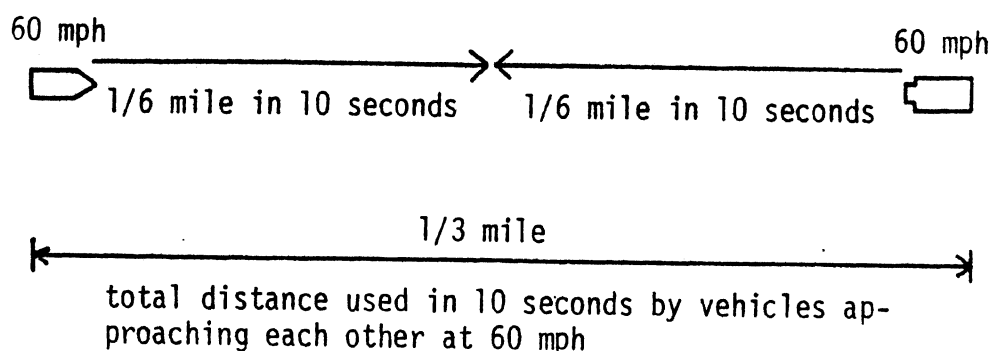 60 mph
60 mph
1/6 mile in 10 seconds
1/6 mile in 10 seconds
1/3 mile
total distance used in 10 seconds by vehicles ap-
proaching each other at 60 mph